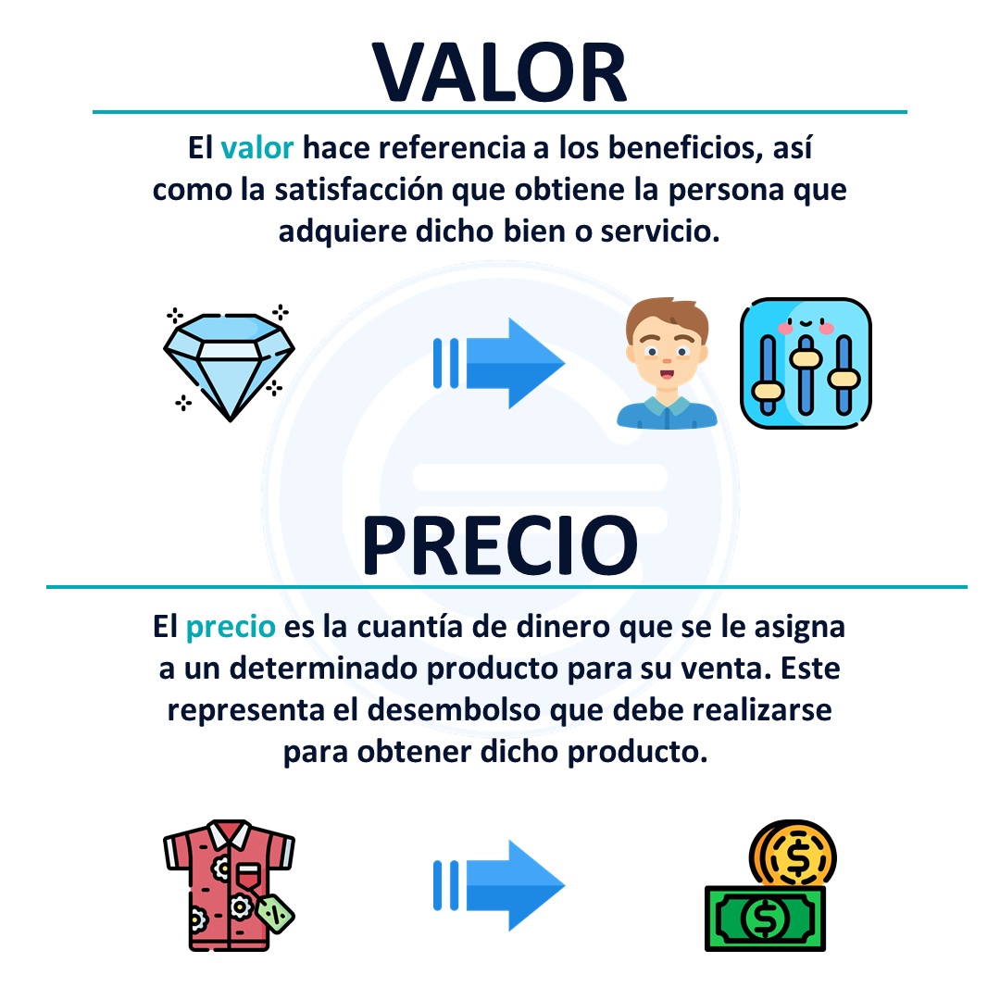 VALOR
El valor hace referencia a los beneficios, así
como la satisfacción que obtiene la persona que
adquiere dicho bien o servicio.
PRECIO
El precio es la cuantía de dinero que se le asigna
a un determinado producto para su venta. Este
representa el desembolso que debe realizarse
para obtener dicho producto.
$
$